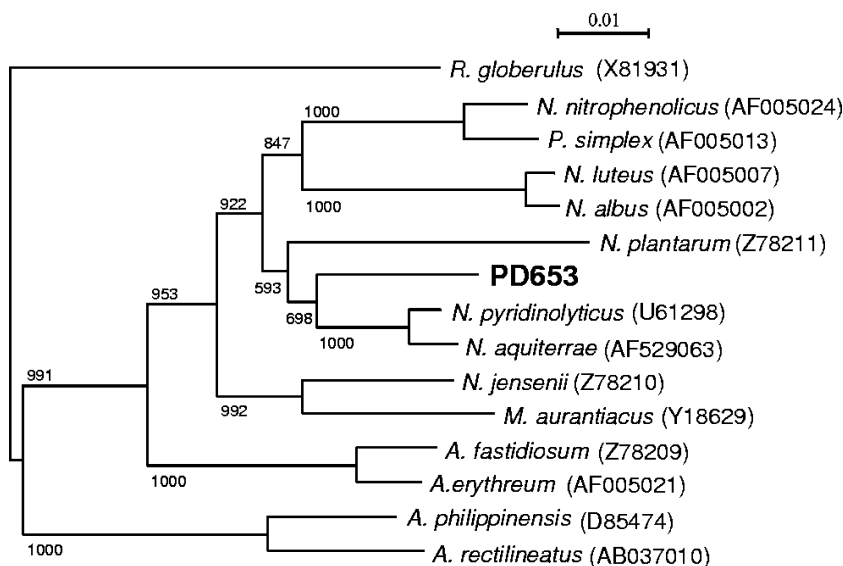 0.01
R. globerulus (X81931)
1000
N. nitrophenolicus (AF005024)
P. simplex (AF005013)
847
N. luteus (AF005007)
1000
N. albus (AF005002)
922
N. plantarum (Z78211)
PD653
593
N. pyridinolyticus (U61298)
698
1000
N. aquiterrae (AF529063)
953
N. jensenii (Z78210)
992
M. aurantiacus (Y18629)
991
A. fastidiosum (Z78209)
1000
A.erythreum (AF005021)
A. philippinensis (D85474)
1000
A. rectilineatus (AB037010)